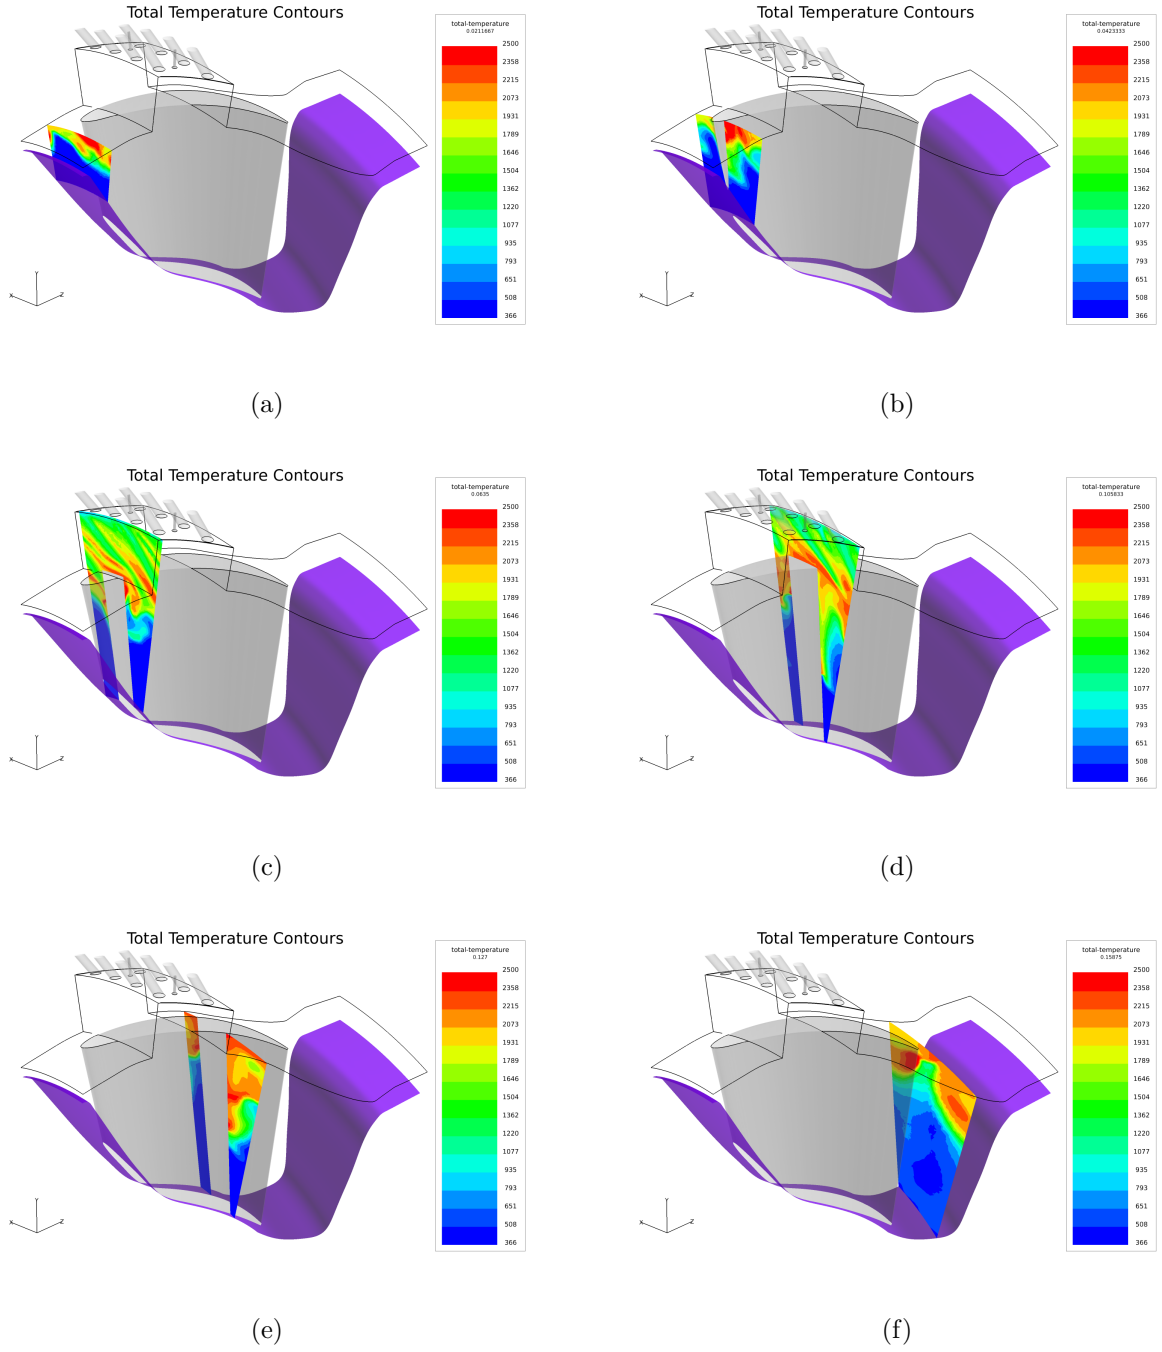 Total Temperature Contours
total-temperature
0.0211667
2500
2358
2215
2073
1931
1789
1646
1504
1362
1220
1077
935
793
651
508
366
Y
X
Z
(a)
Total Temperature Contours
total-temperature
0.0423333
2500
2358
2215
2073
1931
1789
1646
1504
1362
1220
1077
935
793
651
508
366
Y
X
Z
(b)
Total Temperature Contours
total-temperature
0.0635
2500
2358
2215
2073
1931
1789
1646
1504
1362
1220
1077
935
793
651
508
366
Y
X
Z
(c)
Total Temperature Contours
total-temperature
0.105833
2500
2358
2215
2073
1931
1789
1646
1504
1362
1220
1077
935
793
651
508
366
Y
X
Z
(d)
Total Temperature Contours
total-temperature
0.127
2500
2358
2215
2073
1931
1789
1646
1504
1362
1220
1077
935
793
651
508
366
Y
X
Z
(e)
Total Temperature Contours
total-temperature
0.15875
2500
2358
2215
2073
1931
1789
1646
1504
1362
1220
1077
935
793
651
508
366
Y
X
Z
(f)